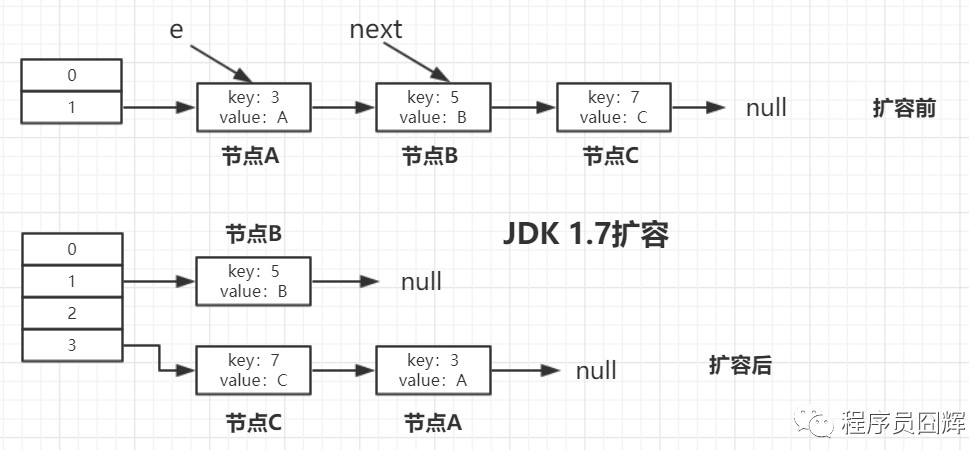 e
next
0
1
key: 3
value: A
key: 5
value: B
key: 7
value: C
null
扩容前
节点A
节点B
节点C
JDK 1.7扩容
节点B
0
1
2
3
key: 5
value: B
null
key: 7
value: C
key: 3
value: A
null
扩容后
节点C
节点A
程序员囧辉